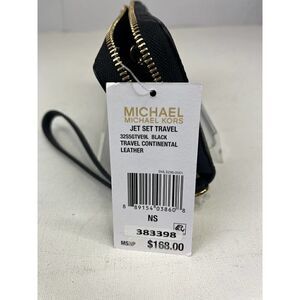 MICHAEL
MICHAEL KORS
JET SET TRAVEL
32S5GTVE9L BLACK
TRAVEL CONTINENTAL
LEATHER
8 89154 03860 8
NS
383398
MSRP $168.00